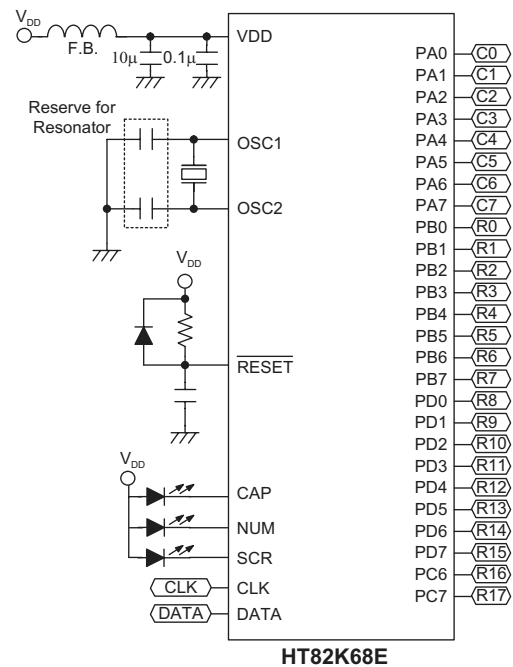 VDD
F.B.
10μ
0.1μ
VDD
Reserve for
Resonator
OSC1
OSC2
VDD
RESET
VDD
CAP
NUM
SCR
CLK
CLK
DATA
DATA
PA0 C0
PA1 C1
PA2 C2
PA3 C3
PA4 C4
PA5 C5
PA6 C6
PA7 C7
PB0 R0
PB1 R1
PB2 R2
PB3 R3
PB4 R4
PB5 R5
PB6 R6
PB7 R7
PD0 R8
PD1 R9
PD2 R10
PD3 R11
PD4 R12
PD5 R13
PD6 R14
PD7 R15
PC6 R16
PC7 R17
HT82K68E